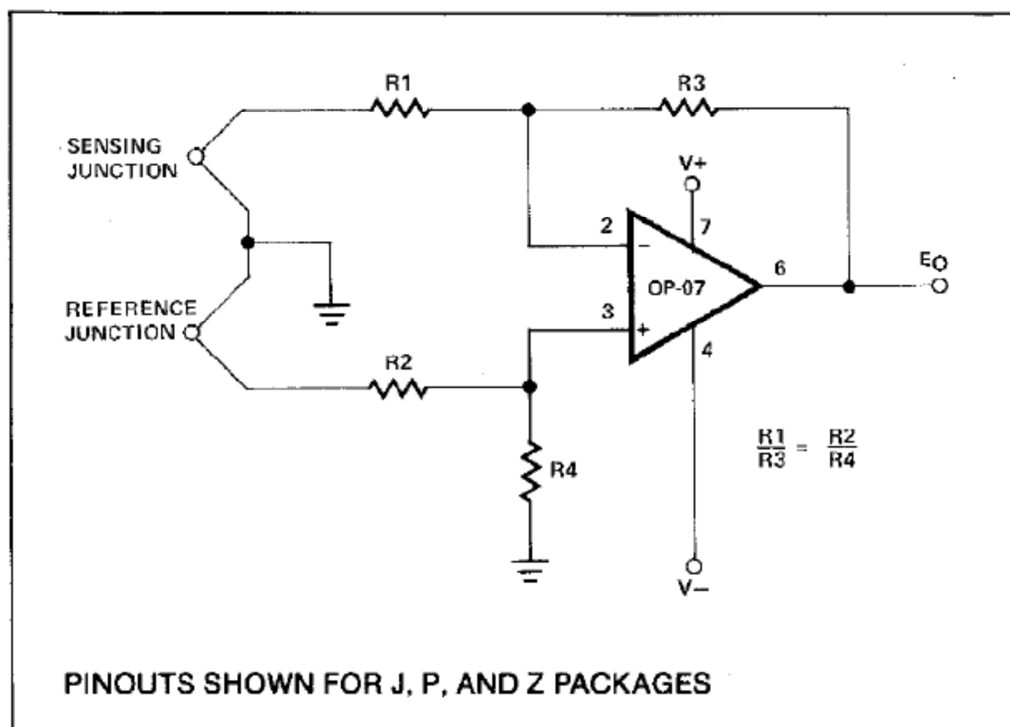 R1
R3
SENSING
JUNCTION
V+
7
2
−
OP-07
6
EO
REFERENCE
JUNCTION
3
+
4
R2
R4
R1
R3
=
R2
R4
V−
PINOUTS SHOWN FOR J, P, AND Z PACKAGES